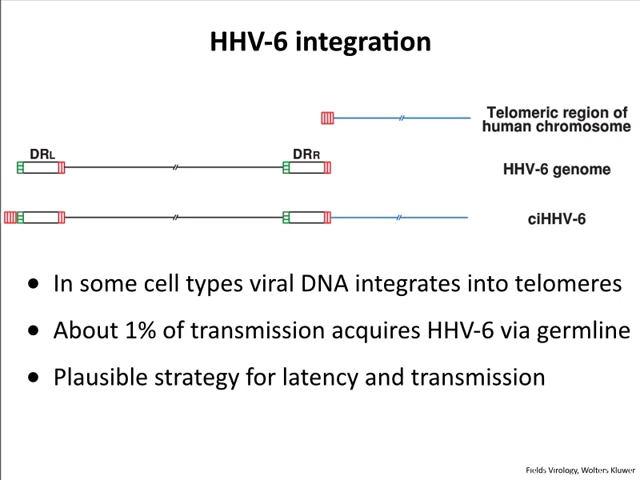 HHV-6 integration
Telomeric region of
human chromosome
DRL
DRR
HHV-6 genome
ciHHV-6
• In some cell types viral DNA integrates into telomeres
• About 1% of transmission acquires HHV-6 via germline
• Plausible strategy for latency and transmission
Fields Virology, Wolters Kluwer